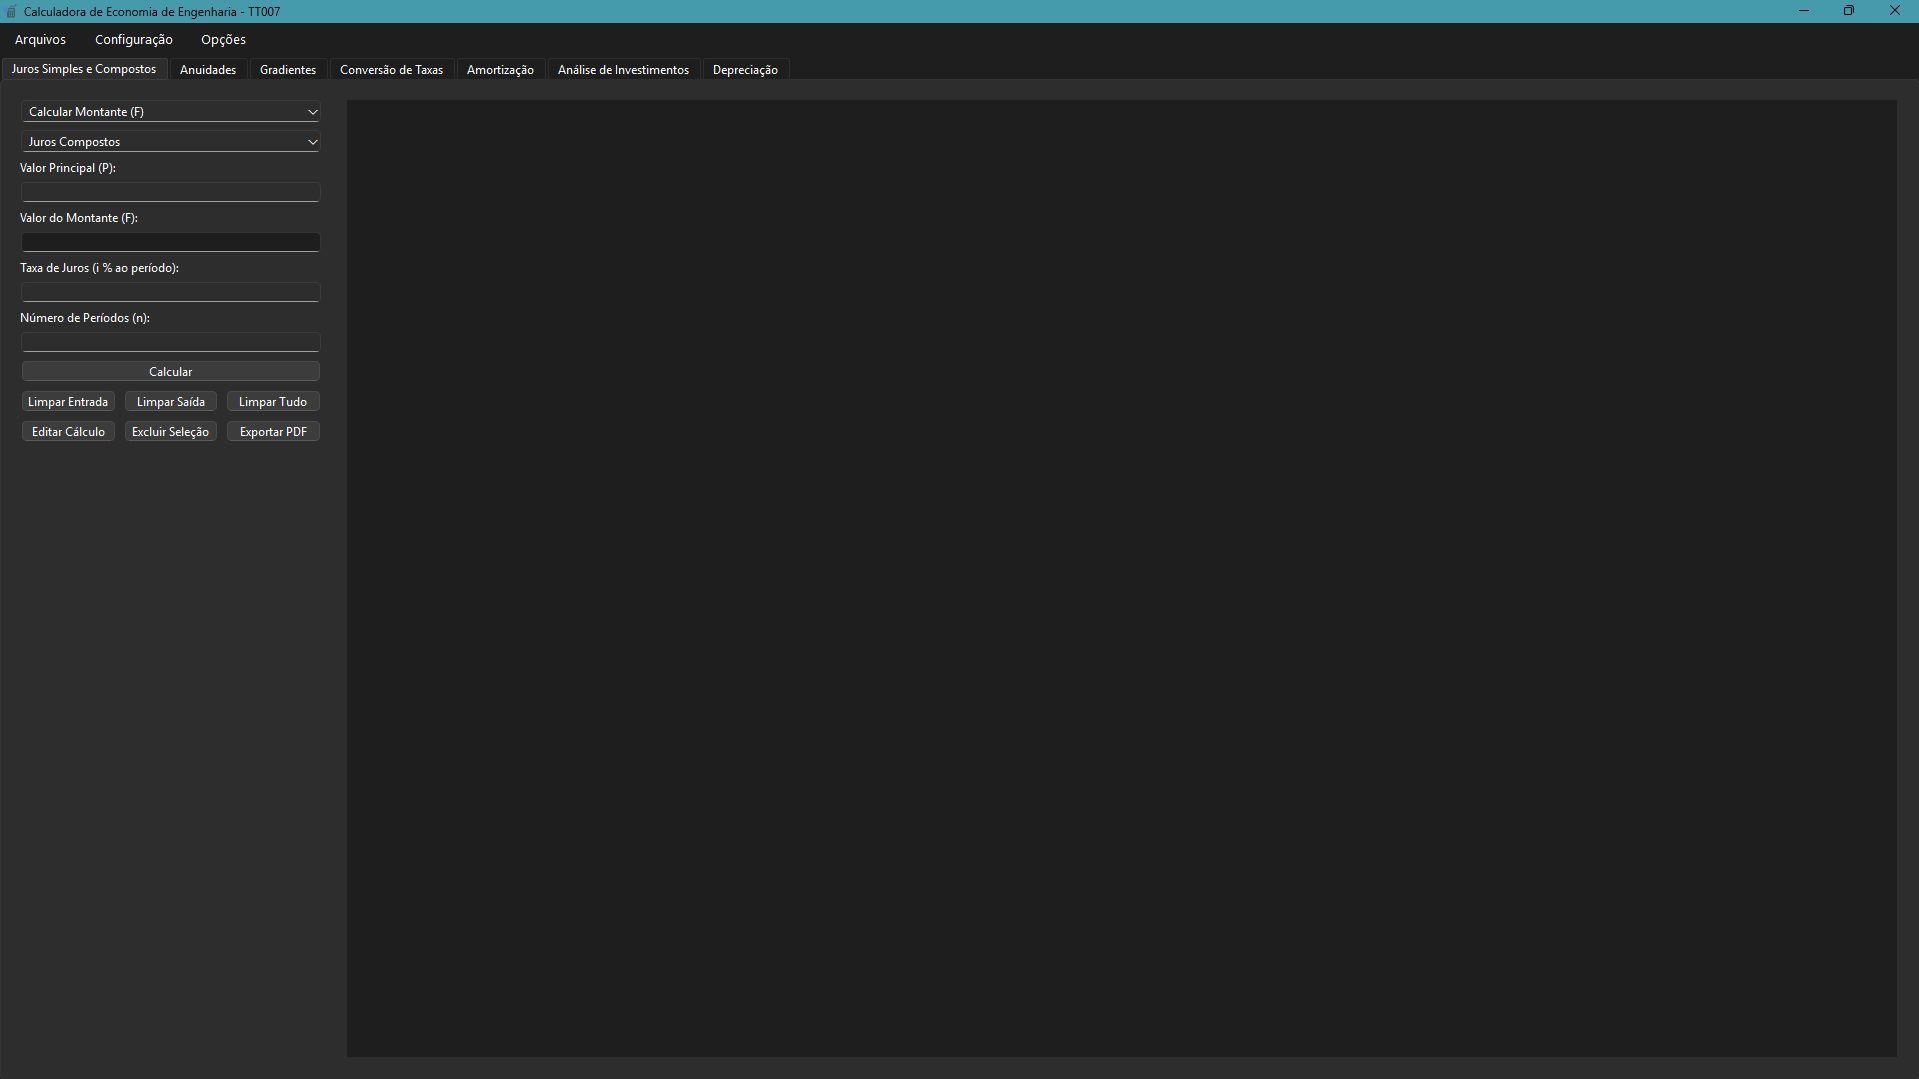 Calculadora de Economia de Engenharia - TT007
Arquivos Configuração Opções
Juros Simples e Compostos Anuidades Gradientes Conversão de Taxas Amortização Análise de Investimentos Depreciação
Calcular Montante (F)
Juros Compostos
Valor Principal (P):
Valor do Montante (F):
Taxa de Juros (i % ao período):
Número de Períodos (n):
Calcular
Limpar Entrada Limpar Saída Limpar Tudo
Editar Cálculo Excluir Seleção Exportar PDF